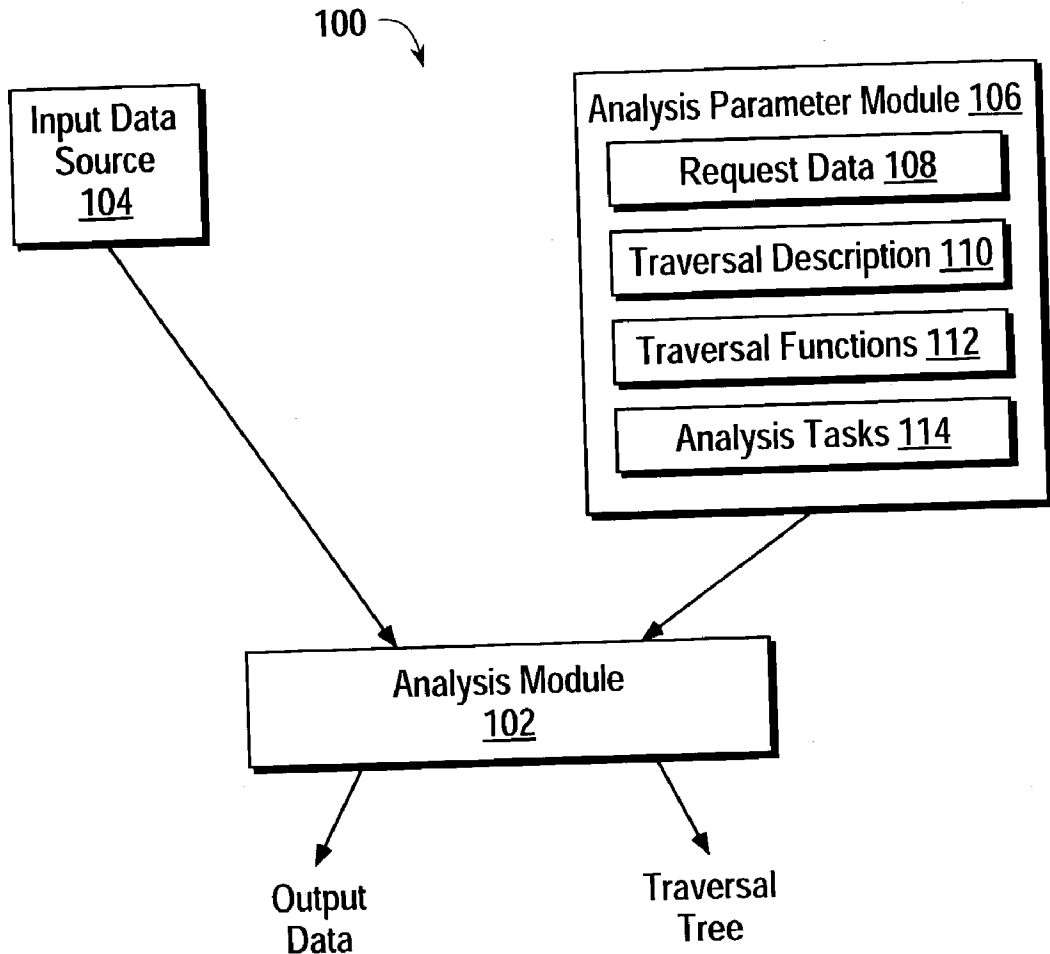 100
Input Data
Source
104
Analysis Parameter Module 106
Request Data 108
Traversal Description 110
Traversal Functions 112
Analysis Tasks 114
Analysis Module
102
Output
Data
Traversal
Tree